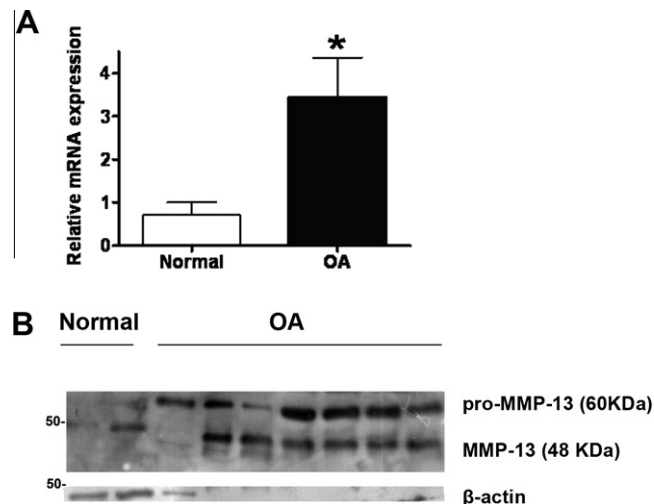 A
Relative mRNA expression
4
3
2
1
0
*
Normal OA
B
Normal OA
50-
pro-MMP-13 (60KDa)
MMP-13 (48 KDa)
50-
β-actin